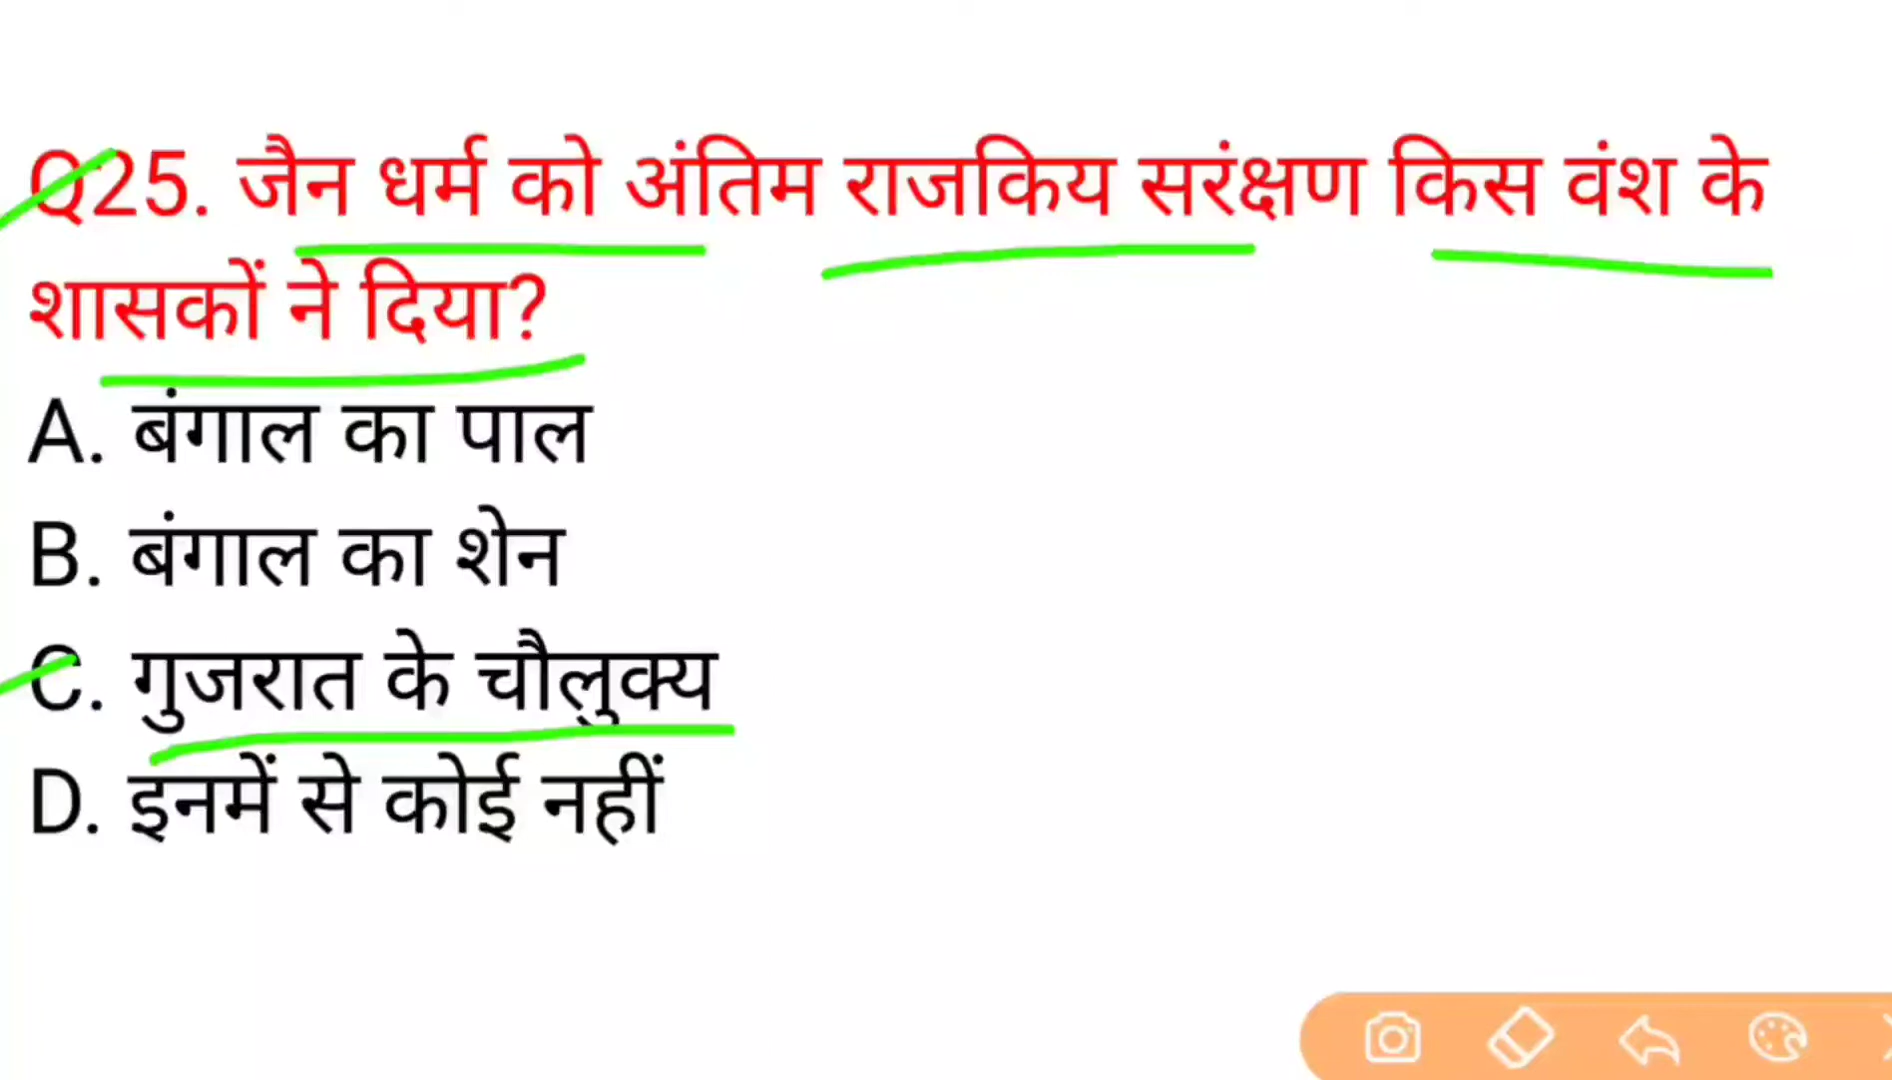 Q25. जैन धर्म को अंतिम राजकिय सरंक्षण किस वंश के
शासकों ने दिया?
A. बंगाल का पाल
B. बंगाल का शेन
C. गुजरात के चौलुक्य
D. इनमें से कोई नहीं